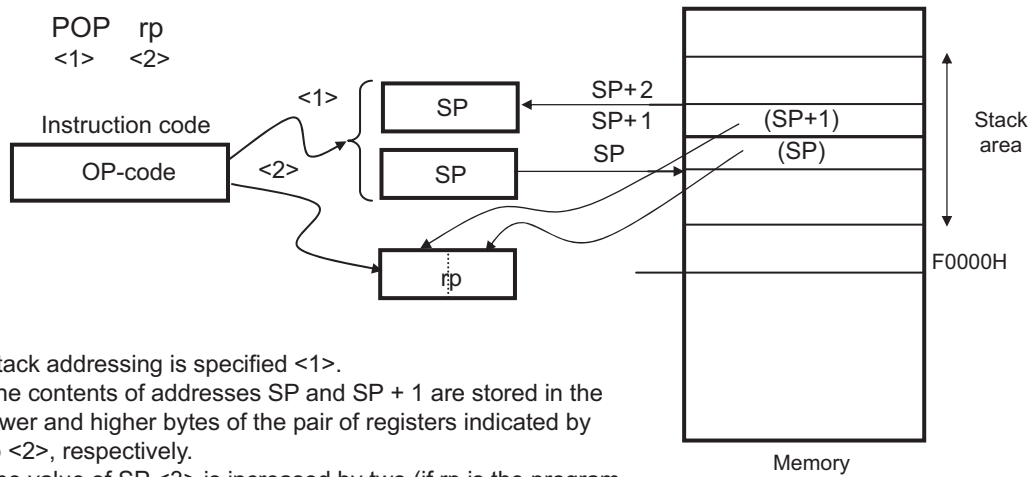 POP rp
<1> <2>
Instruction code
OP-code
<1>
<2>
SP
SP
rp
SP+2
SP+1
SP
(SP+1)
(SP)
Stack
area
F0000H
Memory
tack addressing is specified <1>.
he contents of addresses SP and SP + 1 are stored in the
wer and higher bytes of the pair of registers indicated by
<2>, respectively.
he value of SP <3> is increased by two (if rp is the program